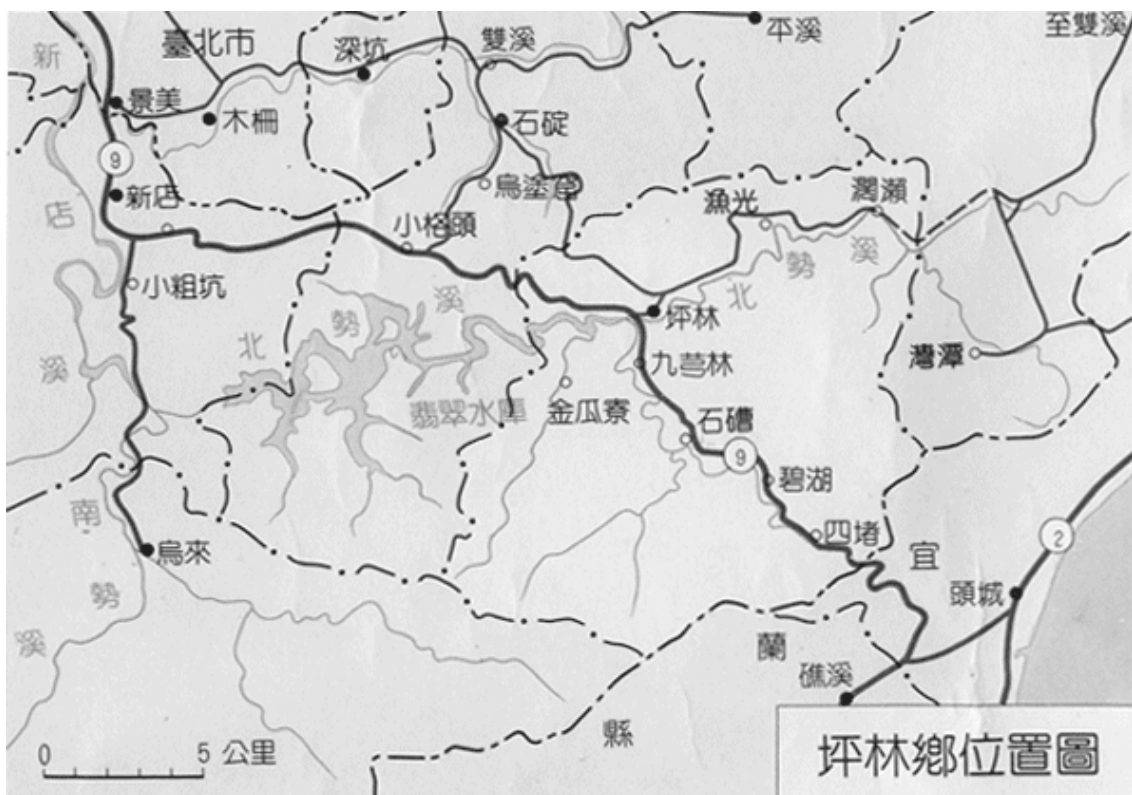 臺北市
深坑
雙溪
平溪
至雙溪
新店溪
景美
木柵
石碇
9
新店
烏塗窟
漁光
濶瀨
小格頭
小粗坑
北勢溪
北勢溪
坪林
灣潭
九芎林
翡翠水庫
金瓜寮
石𥕢
9
碧湖
四堵
2
宜蘭縣
南勢溪
烏來
頭城
礁溪
0 5 公里
坪林鄉位置圖